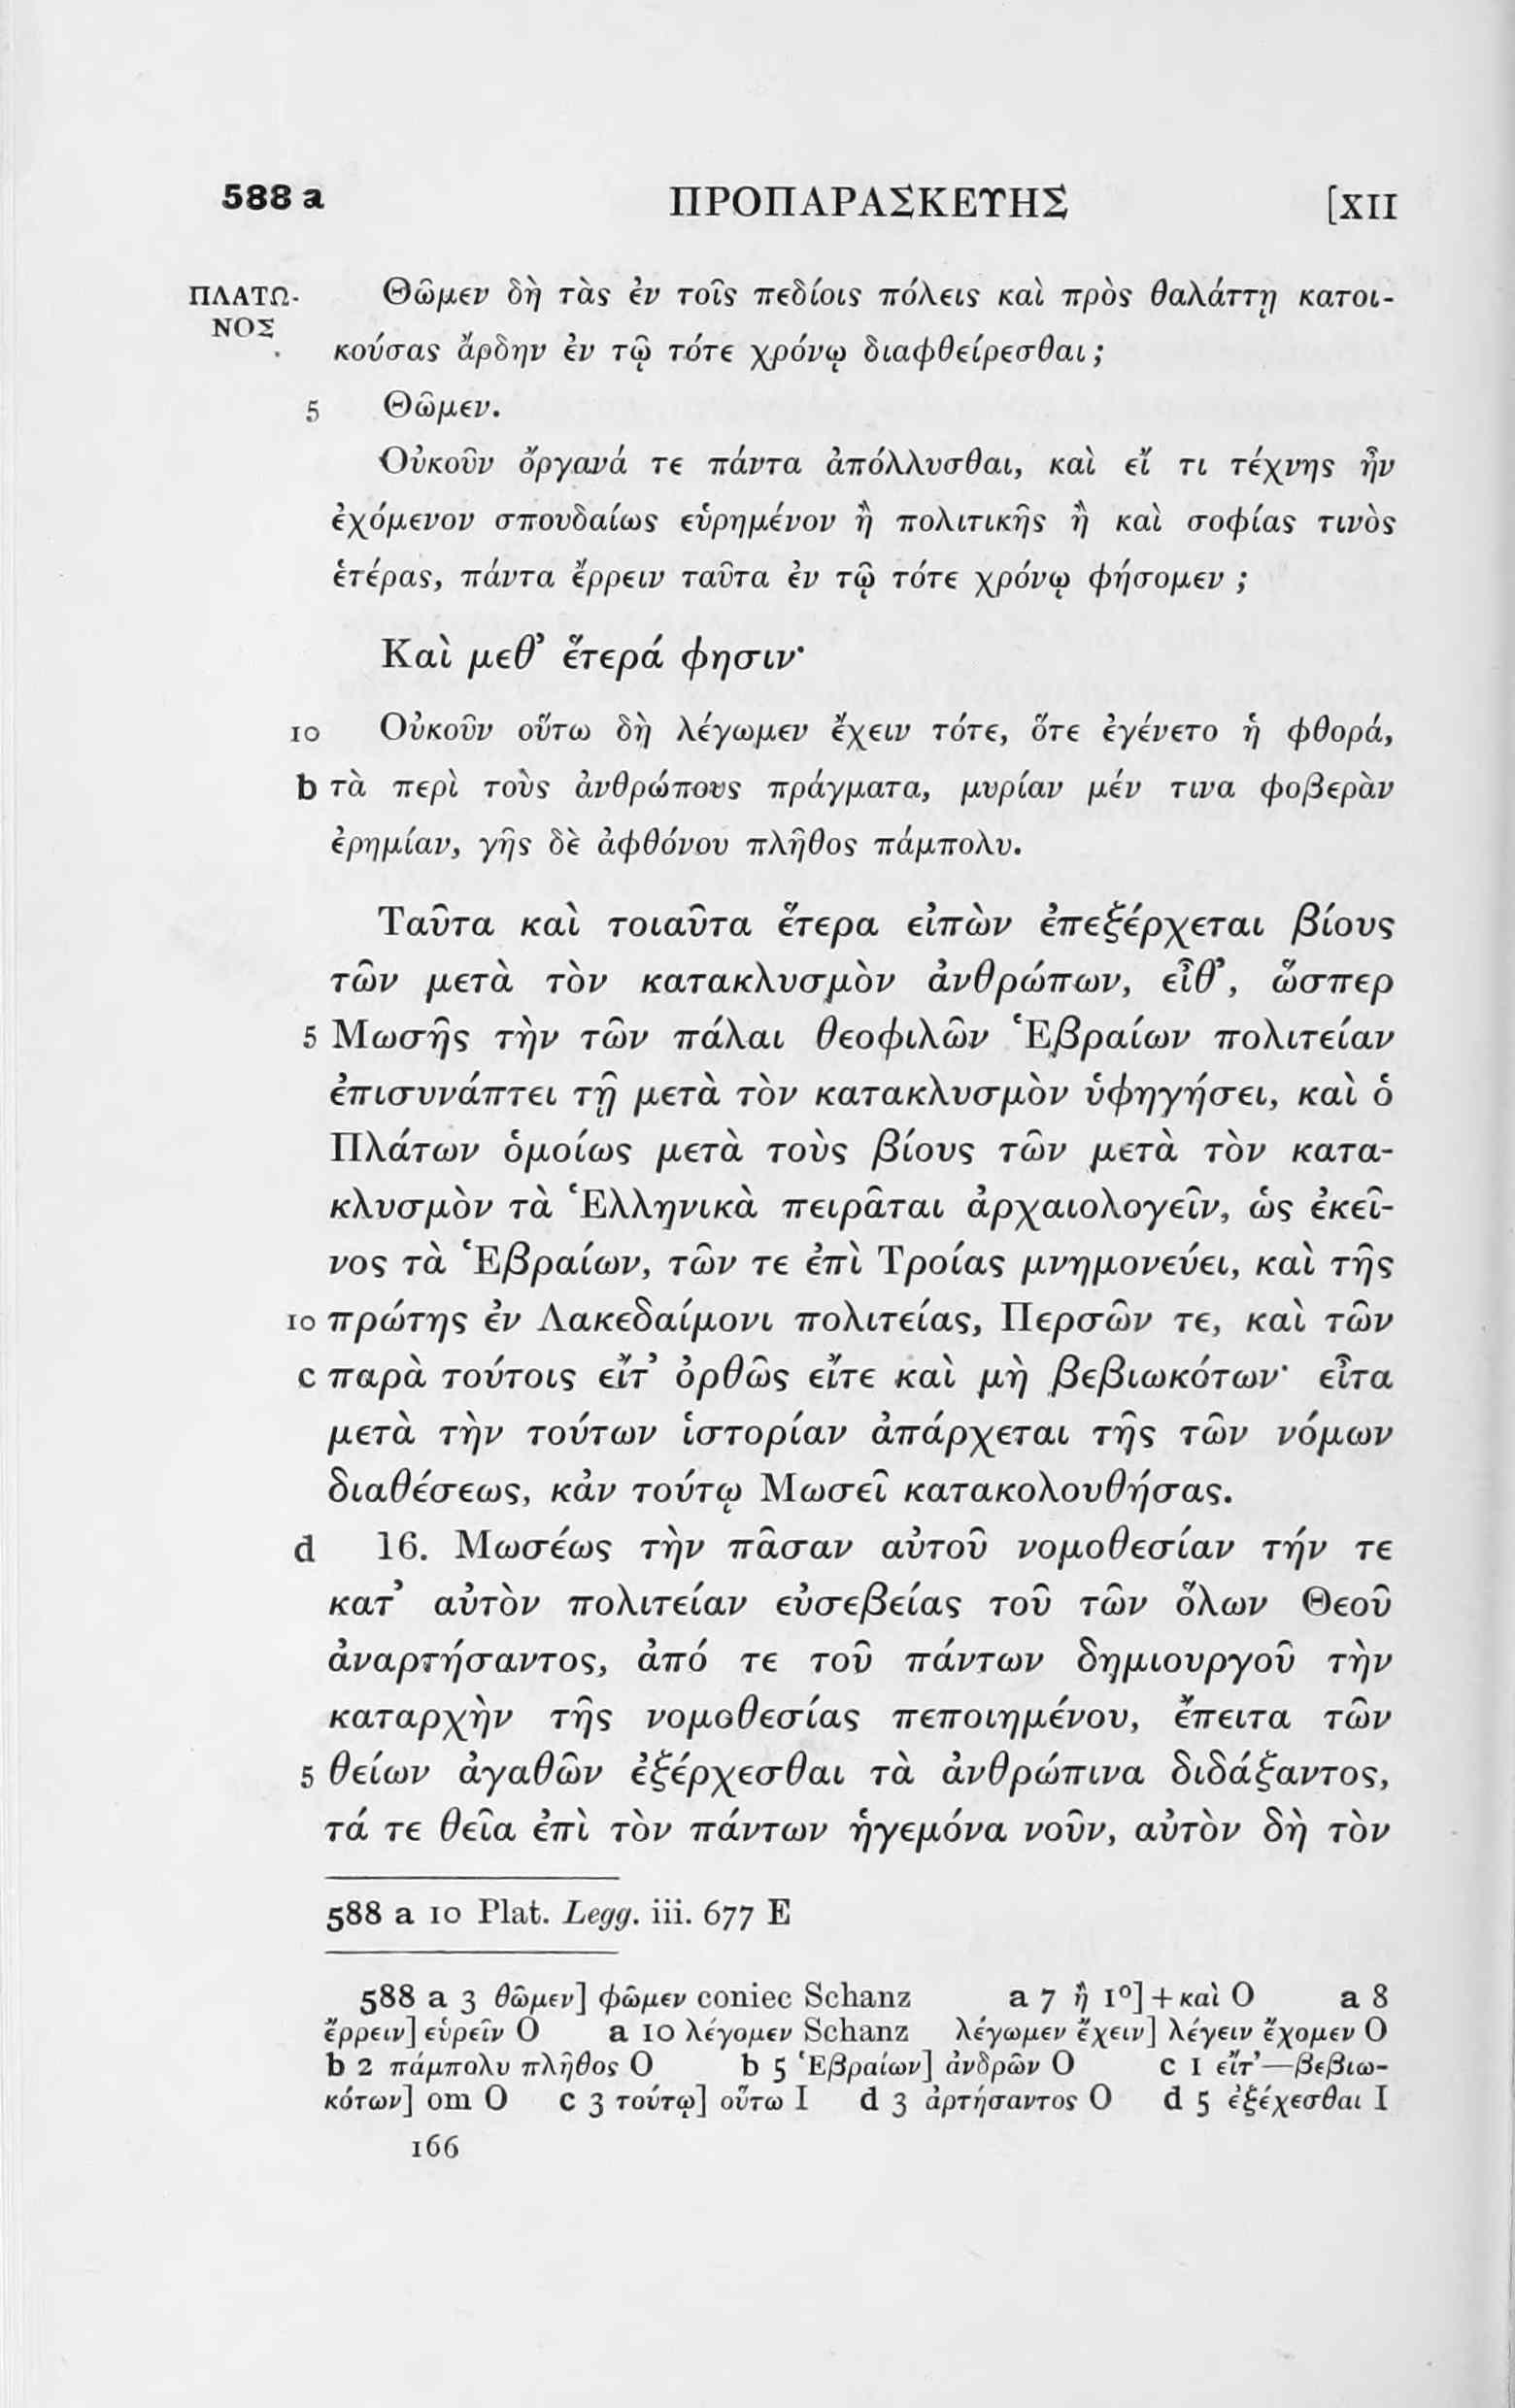 588 a ΠΡΟΠΑΡΑΣΚΕΥΗΣ [XII
ΠΛΑΤΩ- Θῶμεν δὴ τὰς ἐν τοῖς πεδίοις πόλεις καὶ πρὸς θαλάττῃ κατοι-
ΝΟΣ
κούσας ἄρδην ἐν τῷ τότε χρόνῳ διαφθείρεσθαι;
5 Θῶμεν.
Οὐκοῦν ὄργανά τε πάντα ἀπόλλυσθαι, καὶ εἴ τι τέχνης ἦν
ἐχόμενον σπουδαίως εὑρημένον ἢ πολιτικῆς ἢ καὶ σοφίας τινὸς
ἑτέρας, πάντα ἔρρειν ταῦτα ἐν τῷ τότε χρόνῳ φήσομεν;
Καὶ μεθ’ ἕτερά φησιν·
10 Οὐκοῦν οὕτω δὴ λέγωμεν ἔχειν τότε, ὅτε ἐγένετο ἡ φθορά,
b τὰ περὶ τοὺς ἀνθρώπους πράγματα, μυρίαν μέν τινα φοβερὰν
ἐρημίαν, γῆς δὲ ἀφθόνου πλῆθος πάμπολυ.
Ταῦτα καὶ τοιαῦτα ἕτερα εἰπὼν ἐπεξέρχεται βίους
τῶν μετὰ τὸν κατακλυσμὸν ἀνθρώπων, εἶθ’, ὥσπερ
5 Μωσῆς τὴν τῶν πάλαι θεοφιλῶν Ἑβραίων πολιτείαν
ἐπισυνάπτει τῇ μετὰ τὸν κατακλυσμὸν ὑφηγήσει, καὶ ὁ
Πλάτων ὁμοίως μετὰ τοὺς βίους τῶν μετὰ τὸν κατα-
κλυσμὸν τὰ Ἑλληνικὰ πειρᾶται ἀρχαιολογεῖν, ὡς ἐκεῖ-
νος τὰ Ἑβραίων, τῶν τε ἐπὶ Τροίας μνημονεύει, καὶ τῆς
10 πρώτης ἐν Λακεδαίμονι πολιτείας, Περσῶν τε, καὶ τῶν
c παρὰ τούτοις εἴτ’ ὀρθῶς εἴτε καὶ μὴ βεβιωκότων· εἶτα
μετὰ τὴν τούτων ἱστορίαν ἀπάρχεται τῆς τῶν νόμων
διαθέσεως, κἀν τούτῳ Μωσεῖ κατακολουθήσας.
d 16. Μωσέως τὴν πᾶσαν αὐτοῦ νομοθεσίαν τήν τε
κατ’ αὐτὸν πολιτείαν εὐσεβείας τοῦ τῶν ὅλων Θεοῦ
ἀναρτήσαντος, ἀπό τε τοῦ πάντων δημιουργοῦ τὴν
καταρχὴν τῆς νομοθεσίας πεποιημένου, ἔπειτα τῶν
5 θείων ἀγαθῶν ἐξέρχεσθαι τὰ ἀνθρώπινα διδάξαντος,
τά τε θεῖα ἐπὶ τὸν πάντων ἡγεμόνα νοῦν, αὐτὸν δὴ τὸν
588 a 10 Plat. Legg. iii. 677 E
588 a 3 θῶμεν] φῶμεν coniec Schanz a 7 ἢ 1°] + καὶ O a 8
ἔρρειν] εὑρεῖν O a 10 λέγομεν Schanz λέγωμεν ἔχειν] λέγειν ἔχομεν O
b 2 πάμπολυ πλῆθος O b 5 Ἑβραίων] ἀνδρῶν O c 1 εἴτ’—βεβιω-
κότων] om O c 3 τούτῳ] οὕτω I d 3 ἀρτήσαντος O d 5 ἐξέχεσθαι I
166